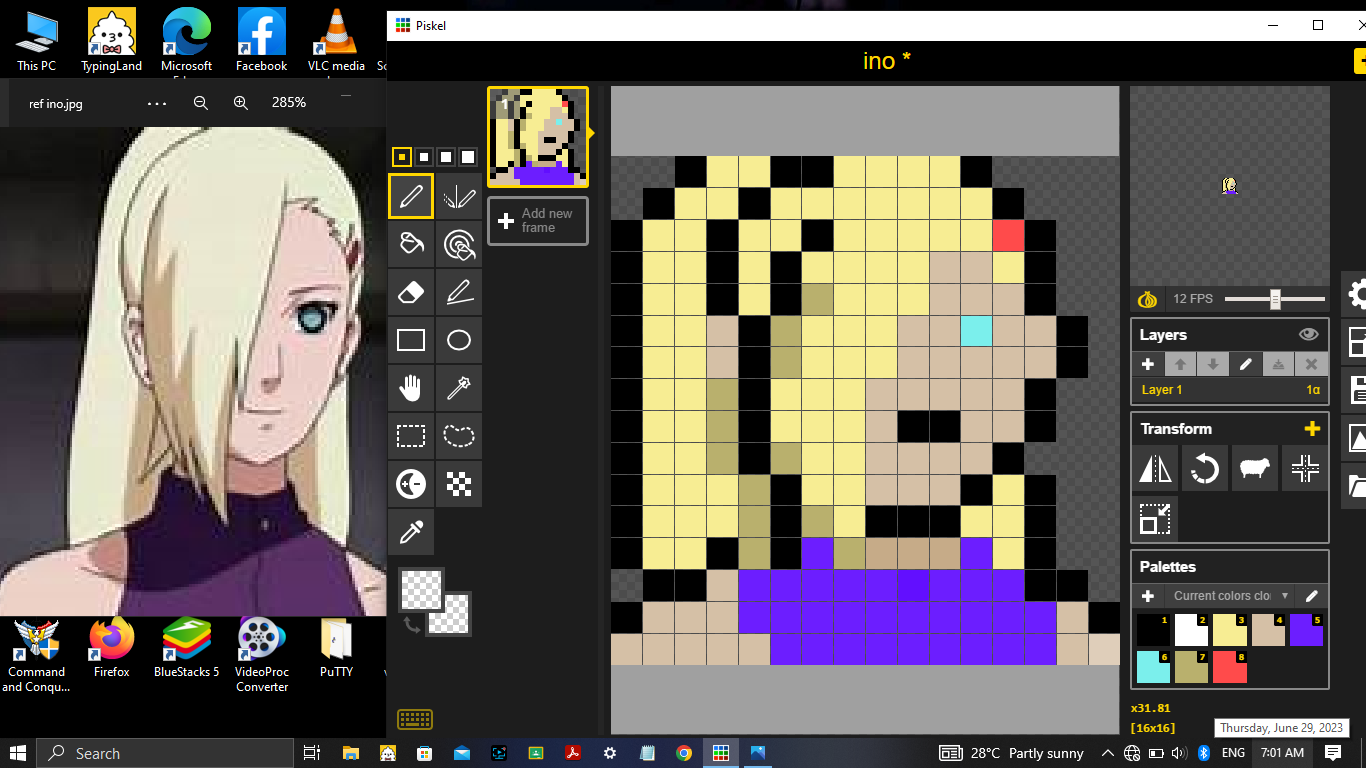 This PC
TypingLand
Microsoft
Facebook
VLC media
Piskel
ino *
ref ino.jpg
285%
1
Add new
frame
12 FPS
Layers
Layer 1
1α
Transform
Palettes
Current colors clo
1
2
3
4
5
6
7
8
x31.81
[16x16]
Command
and Conqu...
Firefox
BlueStacks 5
VideoProc
Converter
PuTTY
Thursday, June 29, 2023
Search
28°C
Partly sunny
ENG
7:01 AM